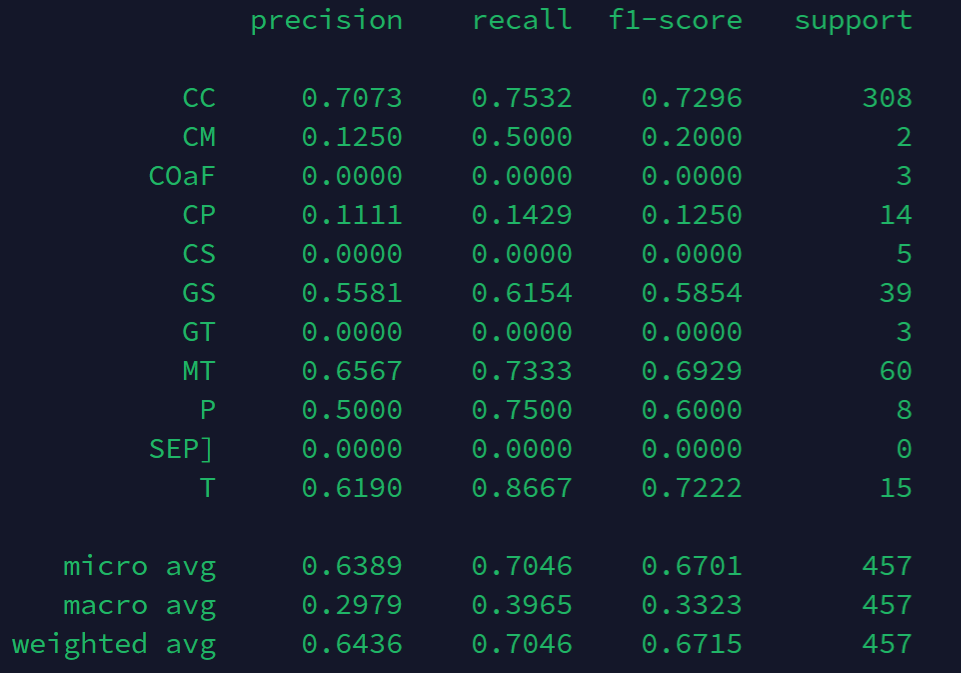 precision recall f1-score support
CC 0.7073 0.7532 0.7296 308
CM 0.1250 0.5000 0.2000 2
COaF 0.0000 0.0000 0.0000 3
CP 0.1111 0.1429 0.1250 14
CS 0.0000 0.0000 0.0000 5
GS 0.5581 0.6154 0.5854 39
GT 0.0000 0.0000 0.0000 3
MT 0.6567 0.7333 0.6929 60
P 0.5000 0.7500 0.6000 8
SEP] 0.0000 0.0000 0.0000 0
T 0.6190 0.8667 0.7222 15
micro avg 0.6389 0.7046 0.6701 457
macro avg 0.2979 0.3965 0.3323 457
weighted avg 0.6436 0.7046 0.6715 457